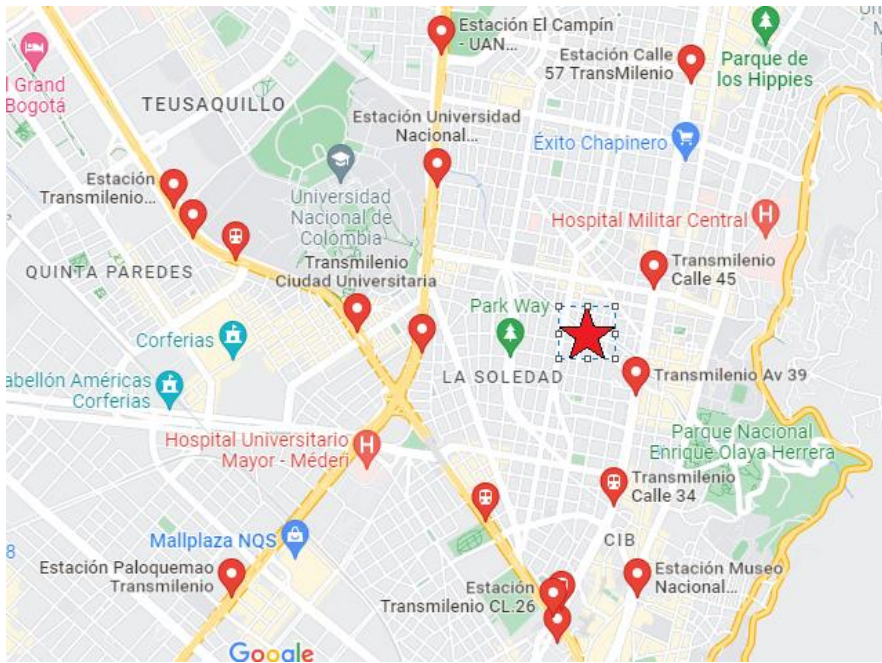 Estación El Campín
- UAN...
Estación Calle
57 TransMilenio
Parque de
los Hippies
l Grand
Bogotá
TEUSAQUILLO
Estación Universidad
Nacional...
Éxito Chapinero
Estación
Transmilenio...
Universidad
Nacional de
Colombia
Hospital Militar Central
Transmilenio
Ciudad Universitaria
Transmilenio
Calle 45
QUINTA PAREDES
Park Way
Corferias
LA SOLEDAD
Transmilenio Av 39
abellón Américas
Corferias
Hospital Universitario
Mayor - Méderi
Parque Nacional
Enrique Olaya Herrera
Transmilenio
Calle 34
8
Mallplaza NQS
CIB
Estación Paloquemao
Transmilenio
Estación
Transmilenio CL.26
Estación Museo
Nacional...
Google